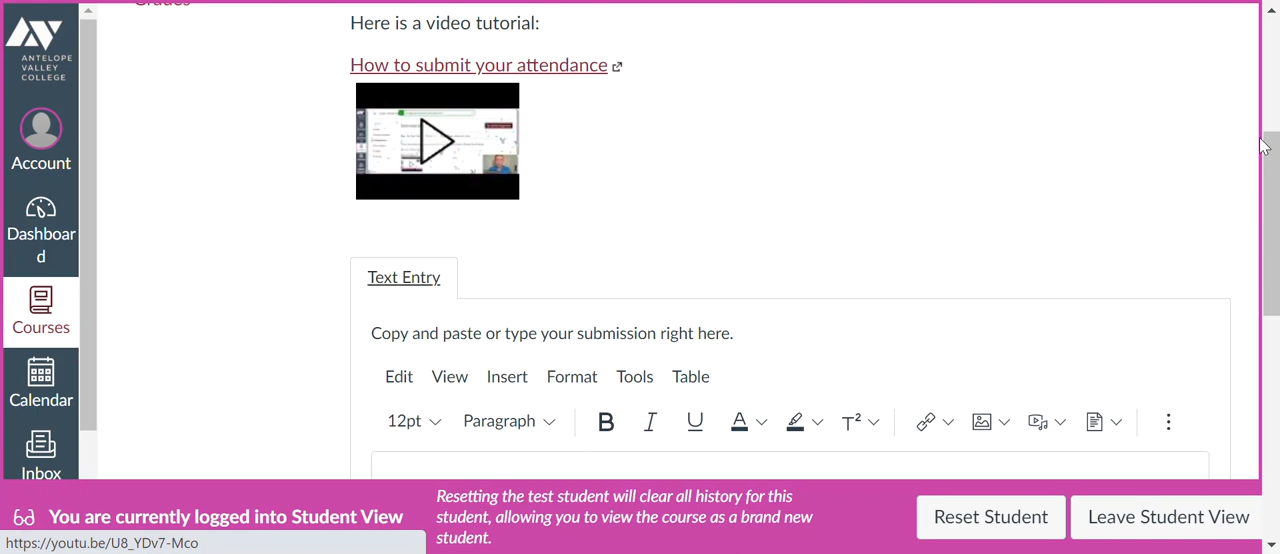 Grades
Here is a video tutorial:
ANTELOPE
VALLEY
COLLEGE
How to submit your attendance
Account
Dashboar
d
Text Entry
Courses
Copy and paste or type your submission right here.
Edit View Insert Format Tools Table
Calendar
12pt Paragraph B I U A T²
Inbox
You are currently logged into Student View
Resetting the test student will clear all history for this
student, allowing you to view the course as a brand new
student.
Reset Student
Leave Student View
https://youtu.be/U8_YDv7-Mco